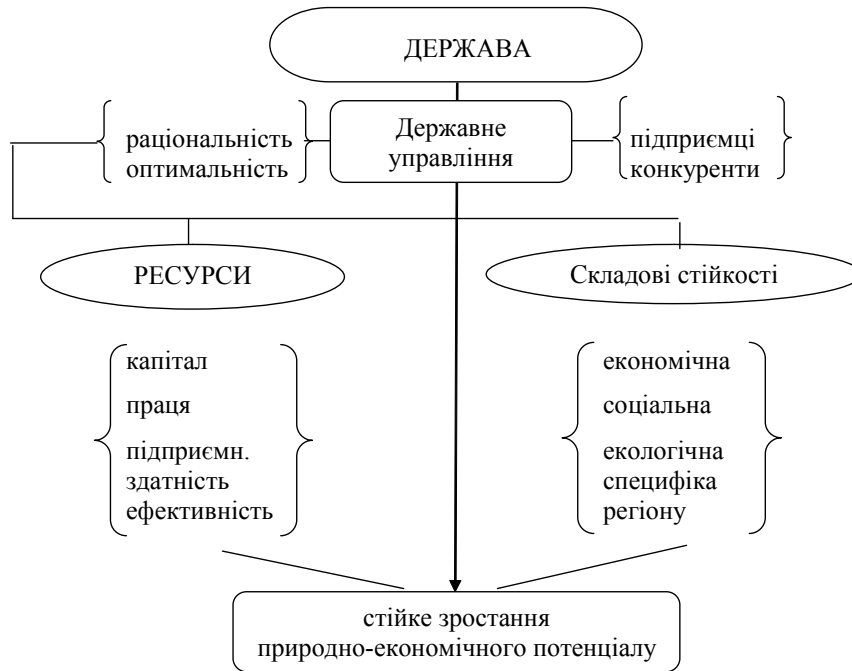 ДЕРЖАВА
раціональність
оптимальність
Державне
управління
підприємці
конкуренти
РЕСУРСИ
Складові стійкості
капітал
праця
підприємн.
здатність
ефективність
економічна
соціальна
екологічна
специфіка
регіону
стійке зростання
природно-економічного потенціалу